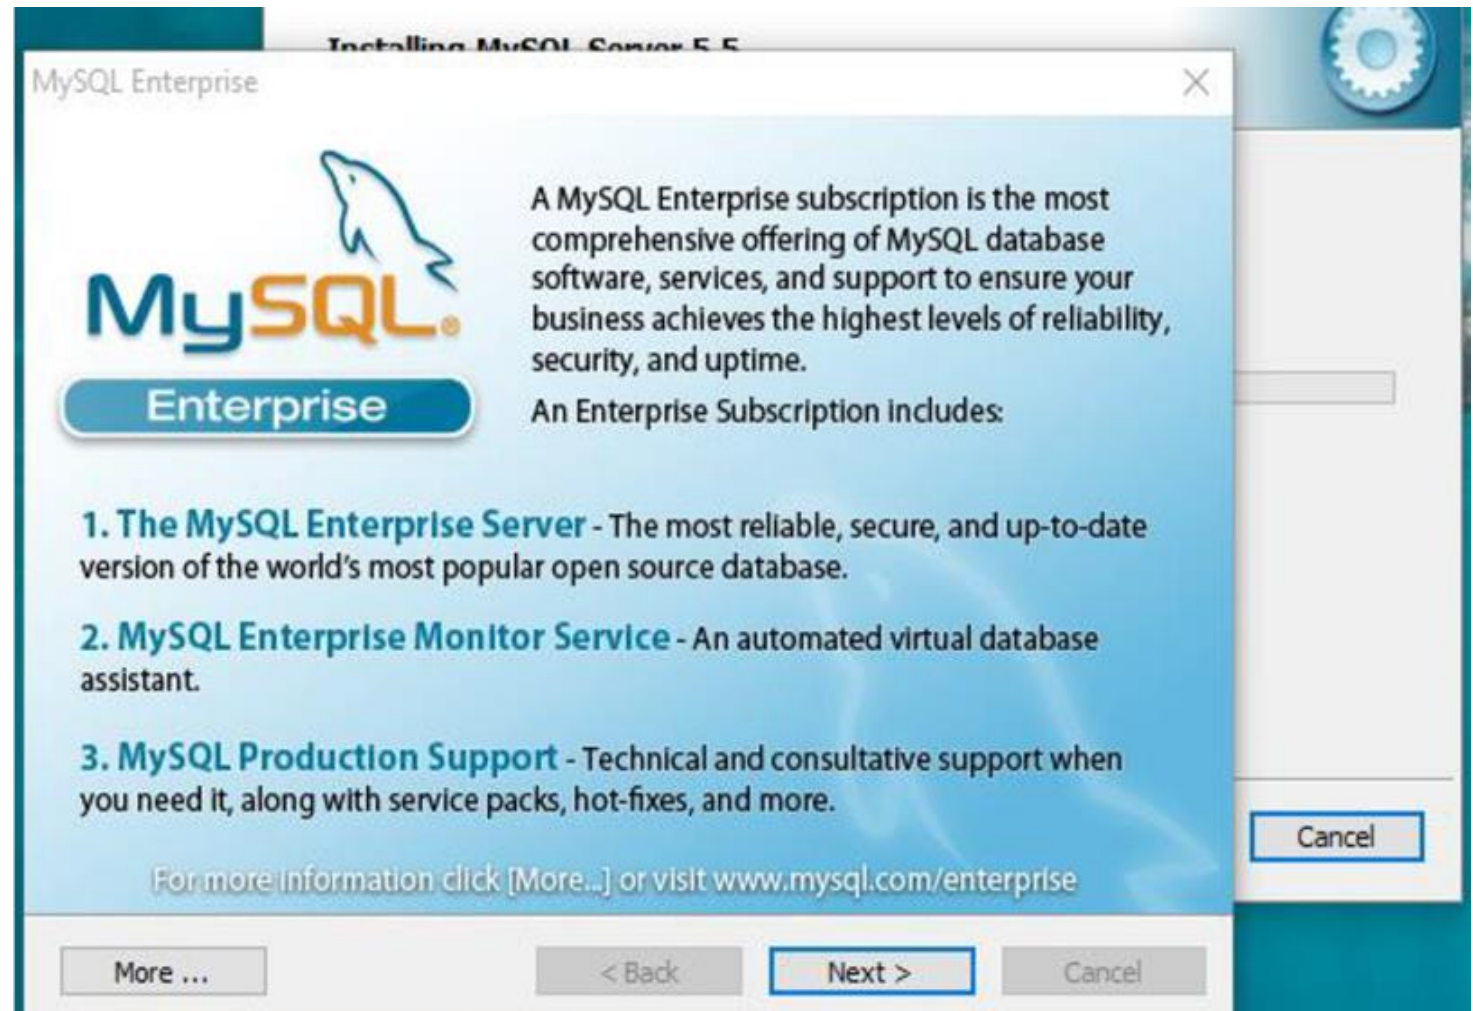 Installing MySQL Server 5.5
MySQL Enterprise
MySQL®
Enterprise
A MySQL Enterprise subscription is the most
comprehensive offering of MySQL database
software, services, and support to ensure your
business achieves the highest levels of reliability,
security, and uptime.
An Enterprise Subscription includes:
1. The MySQL Enterprise Server - The most reliable, secure, and up-to-date
version of the world's most popular open source database.
2. MySQL Enterprise Monitor Service - An automated virtual database
assistant.
3. MySQL Production Support - Technical and consultative support when
you need it, along with service packs, hot-fixes, and more.
For more information click [More...] or visit www.mysql.com/enterprise
Cancel
More ...
< Back
Next >
Cancel